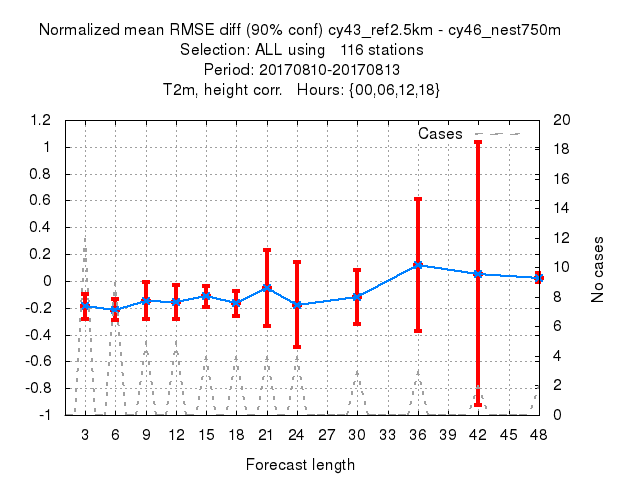 Normalized mean RMSE diff (90% conf) cy43_ref2.5km - cy46_nest750m
Selection: ALL using   116 stations
Period: 20170810-20170813
T2m, height corr.   Hours: {00,06,12,18}
Cases
1.2
1
0.8
0.6
0.4
0.2
0
-0.2
-0.4
-0.6
-0.8
-1
20
18
16
14
12
10
8
6
4
2
0
No cases
3 6 9 12 15 18 21 24 27 30 33 36 39 42 45 48
Forecast length